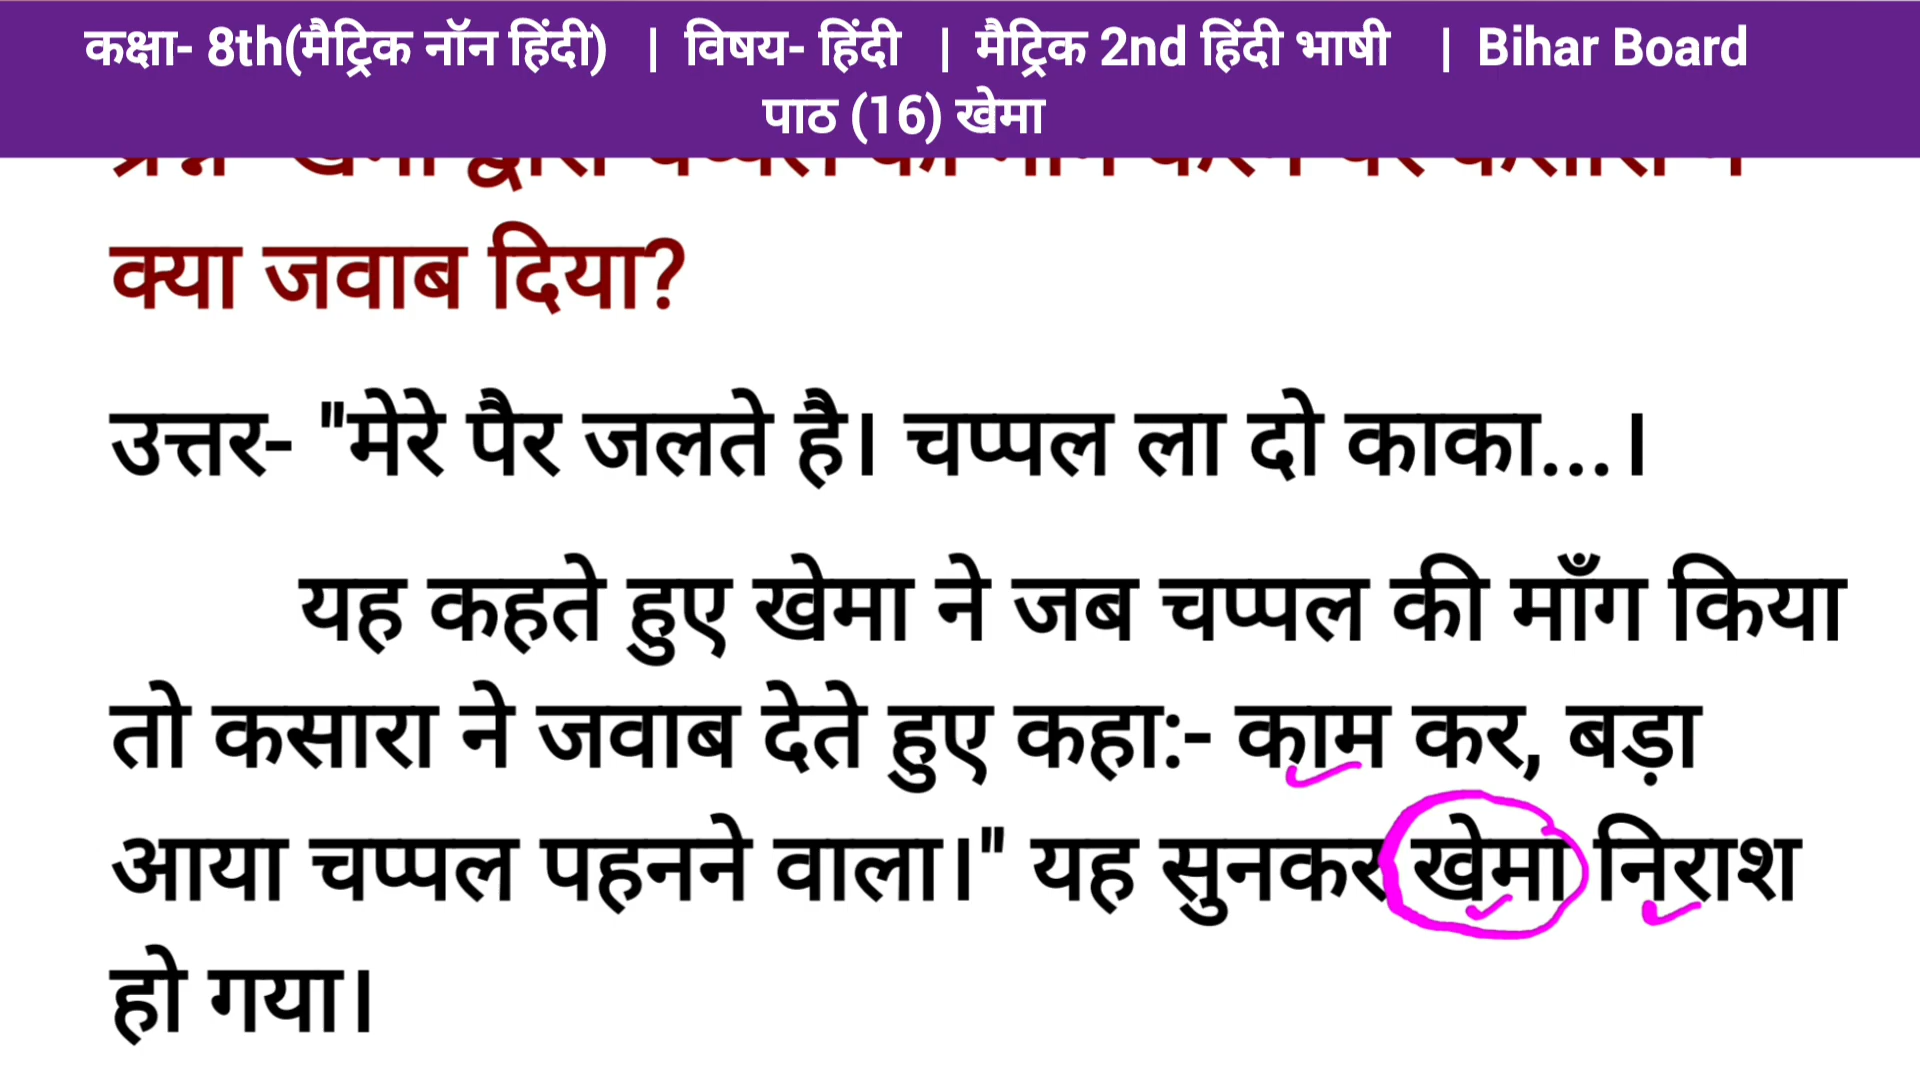 कक्षा- 8th(मैट्रिक नॉन हिंदी) | विषय- हिंदी | मैट्रिक 2nd हिंदी भाषी | Bihar Board
पाठ (16) खेमा
क्या जवाब दिया?
उत्तर- "मेरे पैर जलते है। चप्पल ला दो काका...।
यह कहते हुए खेमा ने जब चप्पल की माँग किया
तो कसारा ने जवाब देते हुए कहा:- काम कर, बड़ा
आया चप्पल पहनने वाला।" यह सुनकर खेमा निराश
हो गया।